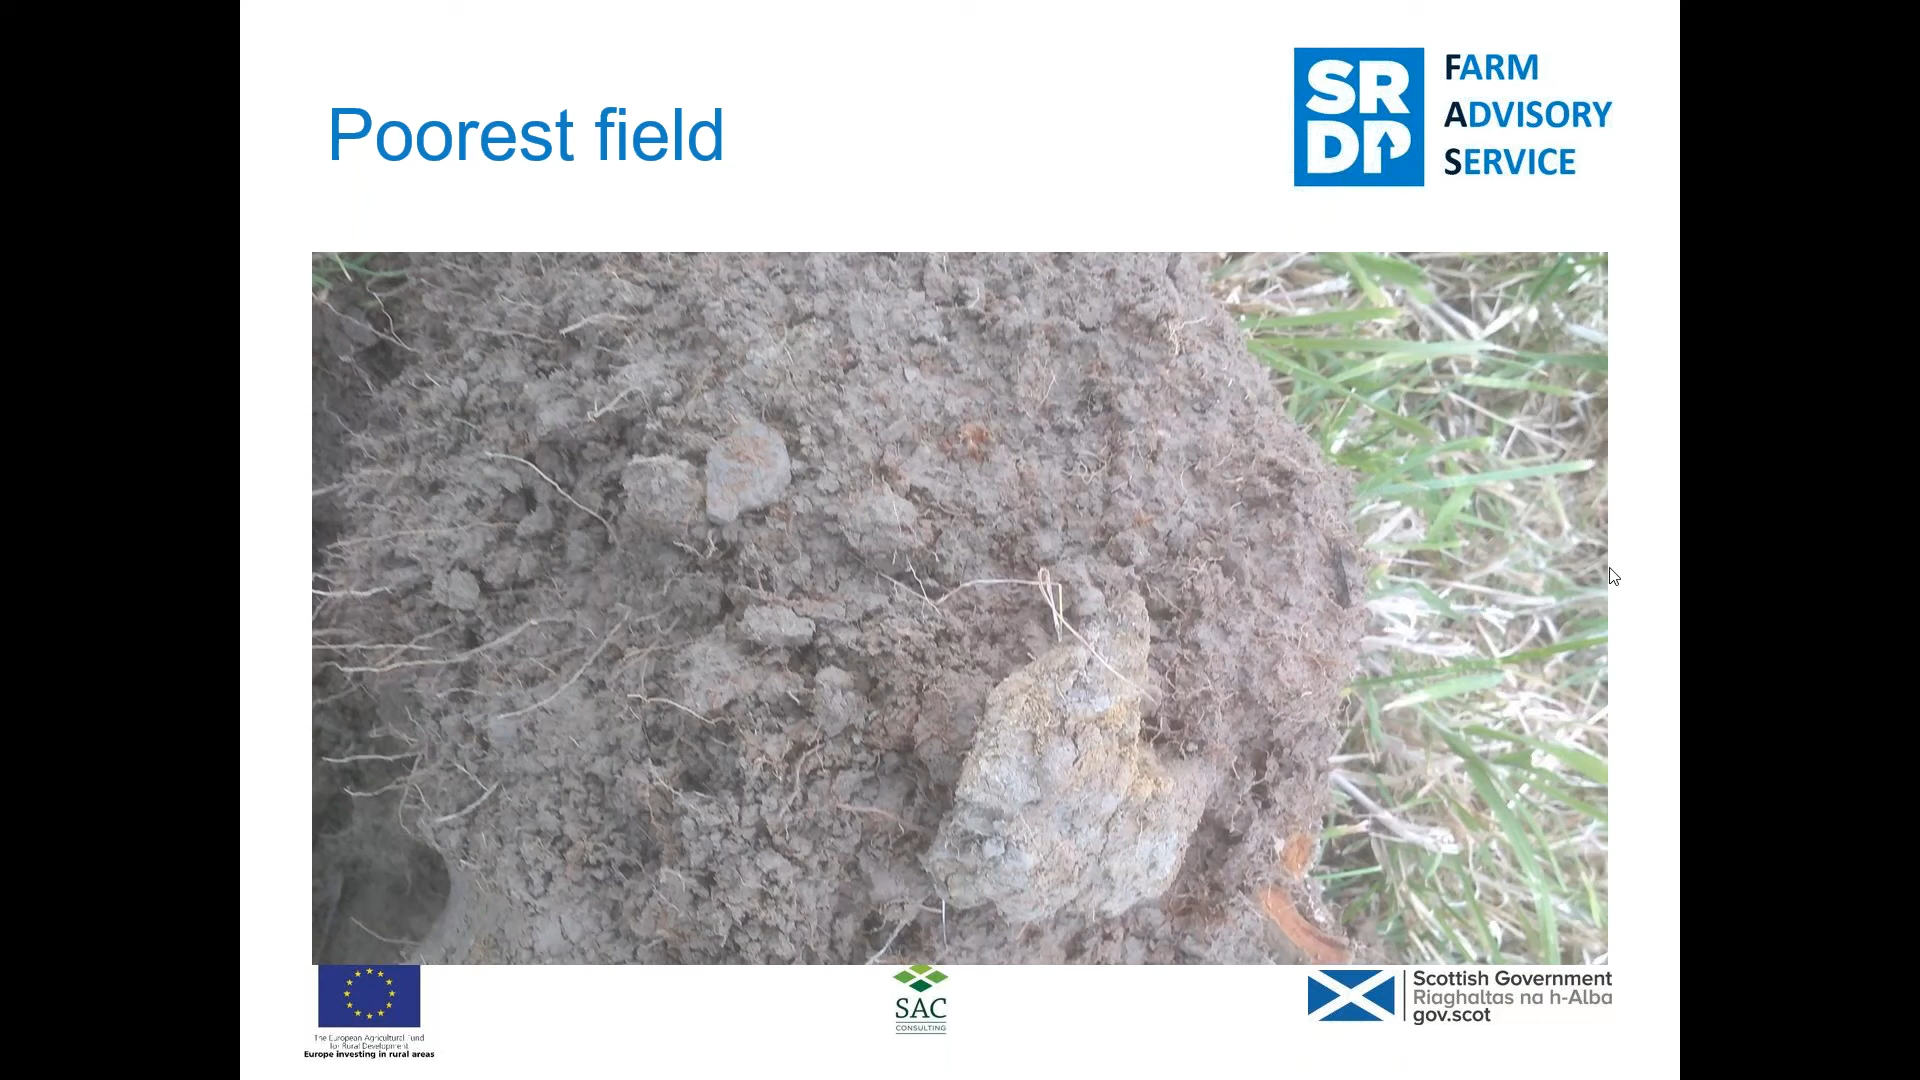 Poorest field
SR
DP
FARM
ADVISORY
SERVICE
The European Agricultural Fund
for Rural Development
Europe investing in rural areas
SAC
CONSULTING
Scottish Government
Riaghaltas na h-Alba
gov.scot